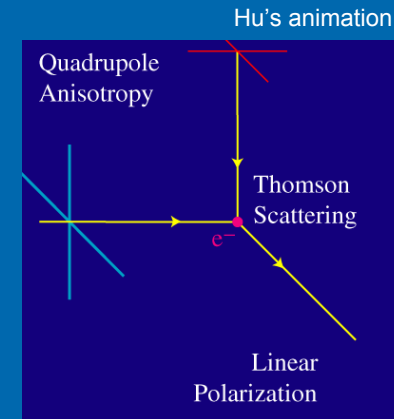 Hu's animation
Quadrupole
Anisotropy
Thomson
Scattering
e⁻
Linear
Polarization